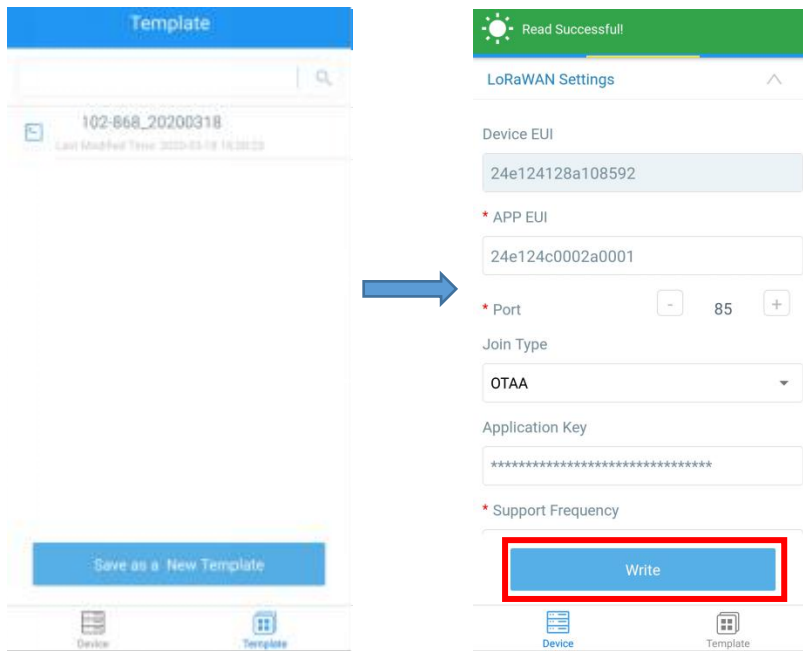 Template
102-868_20200318
Last Modified Time: 2020-03-18 16:
Save as a New Template
Device
Template
Read Successful!
LoRaWAN Settings
Device EUI
24e124128a108592
* APP EUI
24e124c0002a0001
* Port
-
85
+
Join Type
OTAA
Application Key
********************************
* Support Frequency
Write
Device
Template